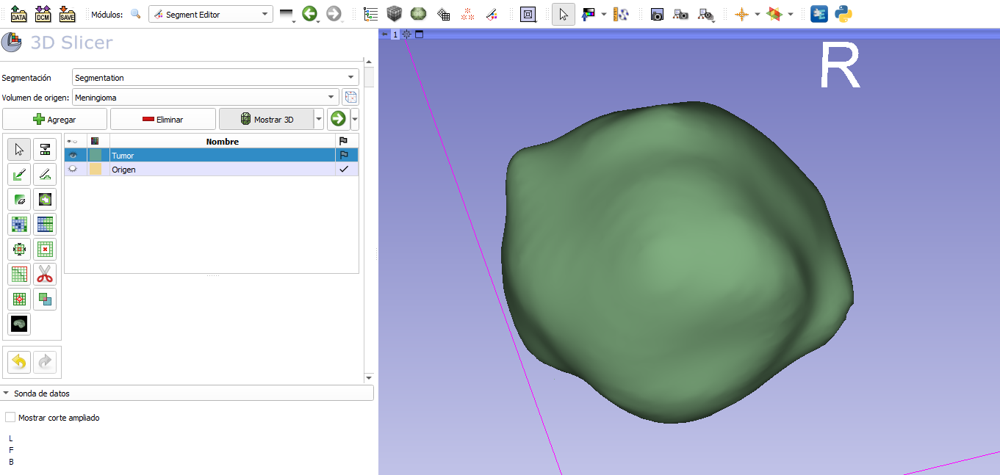 DATA DCM SAVE Módulos: Segment Editor
3D Slicer
1
R
Segmentación Segmentation
Volumen de origen: Meningioma
Agregar Eliminar Mostrar 3D
Nombre
Tumor
Origen
Sonda de datos
Mostrar corte ampliado
L
F
B